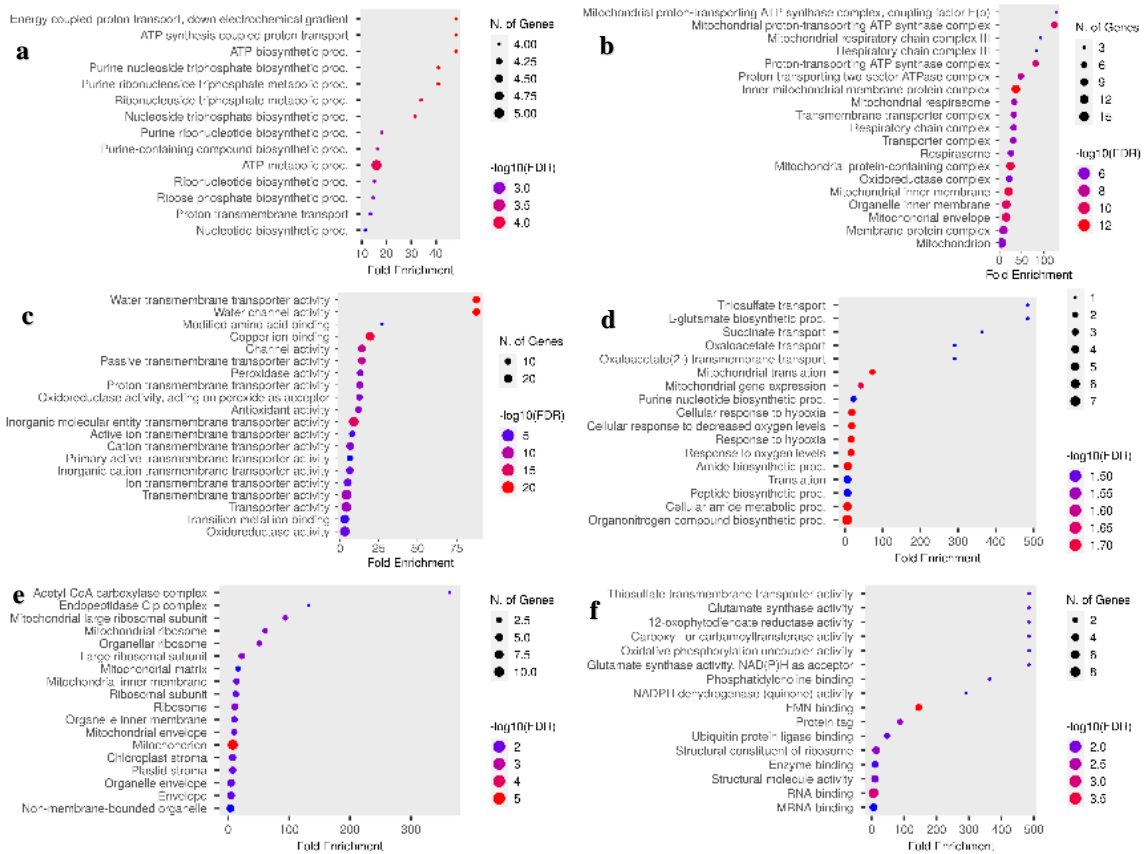 a
Energy coupled proton transport, down electrochemical gradient
ATP synthesis coupled proton transport
ATP biosynthetic proc.
Purine nucleoside triphosphate biosynthetic proc.
Purine ribonucleoside triphosphate metabolic proc.
Ribonucleoside triphosphate metabolic proc.
Nucleoside triphosphate biosynthetic proc.
Purine ribonucleotide biosynthetic proc.
Purine-containing compound biosynthetic proc.
ATP metabolic proc.
Ribonucleotide biosynthetic proc.
Ribose phosphate biosynthetic proc.
Proton transmembrane transport
Nucleotide biosynthetic proc.
10 20 30 40
Fold Enrichment
N. of Genes
4.00
4.25
4.50
4.75
5.00
-log10(FDR)
3.0
3.5
4.0
b
Mitochondrial proton-transporting ATP synthase complex, coupling factor F(o)
Mitochondrial proton-transporting ATP synthase complex
Mitochondrial respiratory chain complex III
Respiratory chain complex III
Proton-transporting ATP synthase complex
Proton transporting two sector ATPase complex
Inner mitochondrial membrane protein complex
Mitochondrial respirasome
Transmembrane transporter complex
Respiratory chain complex
Transporter complex
Respirasome
Mitochondrial protein-containing complex
Oxidoreductase complex
Mitochondrial inner membrane
Organelle inner membrane
Mitochondrial envelope
Membrane protein complex
Mitochondrion
0 50 100
Fold Enrichment
N. of Genes
3
6
9
12
15
-log10(FDR)
6
8
10
12
c
Water transmembrane transporter activity
Water channel activity
Modified amino acid binding
Copper ion binding
Channel activity
Passive transmembrane transporter activity
Peroxidase activity
Proton transmembrane transporter activity
Oxidoreductase activity, acting on peroxide as acceptor
Antioxidant activity
Inorganic molecular entity transmembrane transporter activity
Active ion transmembrane transporter activity
Cation transmembrane transporter activity
Primary active transmembrane transporter activity
Inorganic cation transmembrane transporter activity
Ion transmembrane transporter activity
Transmembrane transporter activity
Transporter activity
Transition metal ion binding
Oxidoreductase activity
0 25 50 75
Fold Enrichment
N. of Genes
10
20
-log10(FDR)
5
10
15
20
d
Thiosulfate transport
L-glutamate biosynthetic proc.
Succinate transport
Oxaloacetate transport
Oxaloacetate(2-) transmembrane transport
Mitochondrial translation
Mitochondrial gene expression
Purine nucleotide biosynthetic proc.
Cellular response to hypoxia
Cellular response to decreased oxygen levels
Response to hypoxia
Response to oxygen levels
Amide biosynthetic proc.
Translation
Peptide biosynthetic proc.
Cellular amide metabolic proc.
Organonitrogen compound biosynthetic proc.
0 100 200 300 400 500
Fold Enrichment
1
2
3
4
5
6
7
-log10(FDR)
1.50
1.55
1.60
1.65
1.70
e
Acetyl CoA carboxylase complex
Endopeptidase Clp complex
Mitochondrial large ribosomal subunit
Mitochondrial ribosome
Organellar ribosome
Large ribosomal subunit
Mitochondrial matrix
Mitochondrial inner membrane
Ribosomal subunit
Ribosome
Organelle inner membrane
Mitochondrial envelope
Mitochondrion
Chloroplast stroma
Plastid stroma
Organelle envelope
Envelope
Non-membrane-bounded organelle
0 100 200 300
Fold Enrichment
N. of Genes
2.5
5.0
7.5
10.0
-log10(FDR)
2
3
4
5
f
Thiosulfate transmembrane transporter activity
Glutamate synthase activity
12-oxophytodienoate reductase activity
Carboxy- or carbamoyltransferase activity
Oxidative phosphorylation uncoupler activity
Glutamate synthase activity, NAD(P)H as acceptor
Phosphatidylcholine binding
NADPH dehydrogenase (quinone) activity
FMN binding
Protein tag
Ubiquitin protein ligase binding
Structural constituent of ribosome
Enzyme binding
Structural molecule activity
RNA binding
MRNA binding
0 100 200 300 400 500
Fold Enrichment
N. of Genes
2
4
6
8
-log10(FDR)
2.0
2.5
3.0
3.5